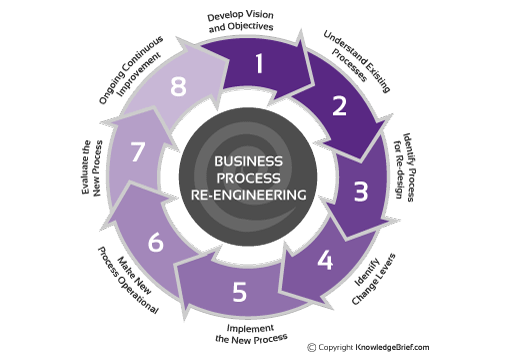 Develop Vision
and Objectives
1
Understand Existing
Processes
2
Identify Process
for Re-design
3
Identify
Change Levers
4
Implement
the New Process
5
Make New
Process Operational
6
Evaluate the
New Process
7
Ongoing Continuous
Improvement
8
BUSINESS
PROCESS
RE-ENGINEERING
© Copyright KnowledgeBrief.com